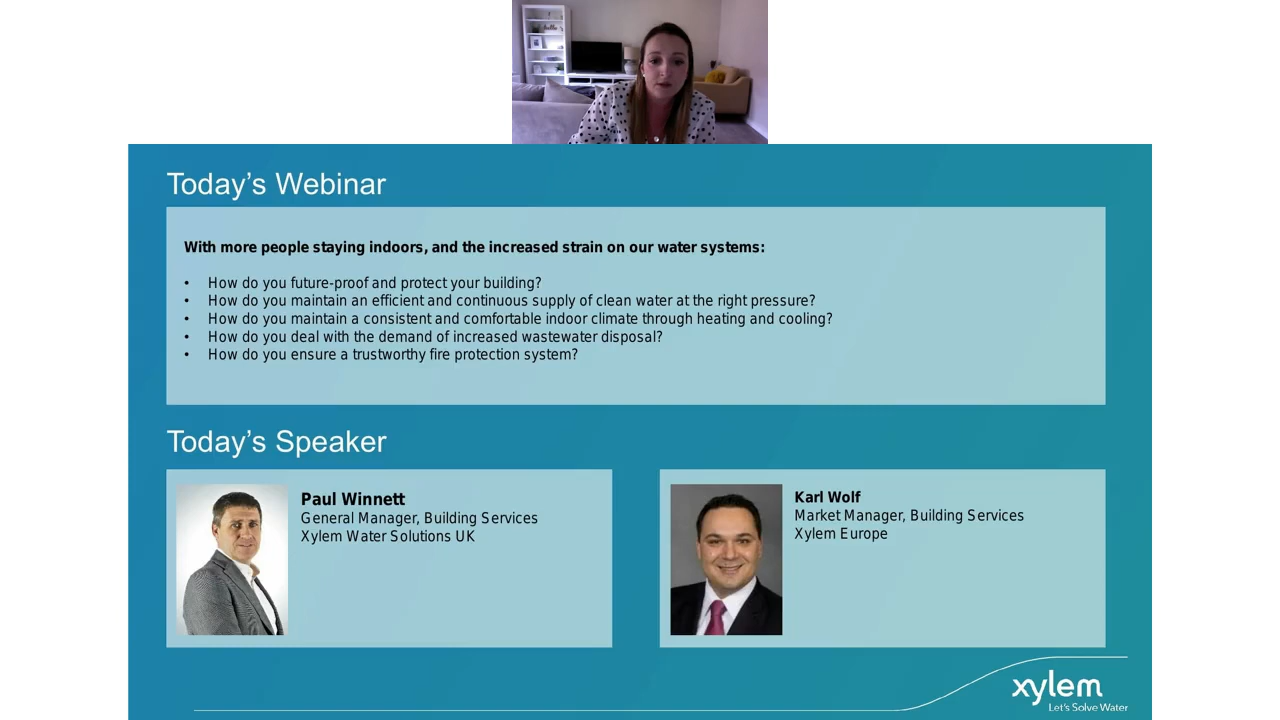 Today's Webinar
With more people staying indoors, and the increased strain on our water systems:
• How do you future-proof and protect your building?
• How do you maintain an efficient and continuous supply of clean water at the right pressure?
• How do you maintain a consistent and comfortable indoor climate through heating and cooling?
• How do you deal with the demand of increased wastewater disposal?
• How do you ensure a trustworthy fire protection system?
Today's Speaker
Paul Winnett
General Manager, Building Services
Xylem Water Solutions UK
Karl Wolf
Market Manager, Building Services
Xylem Europe
xylem
Let's Solve Water